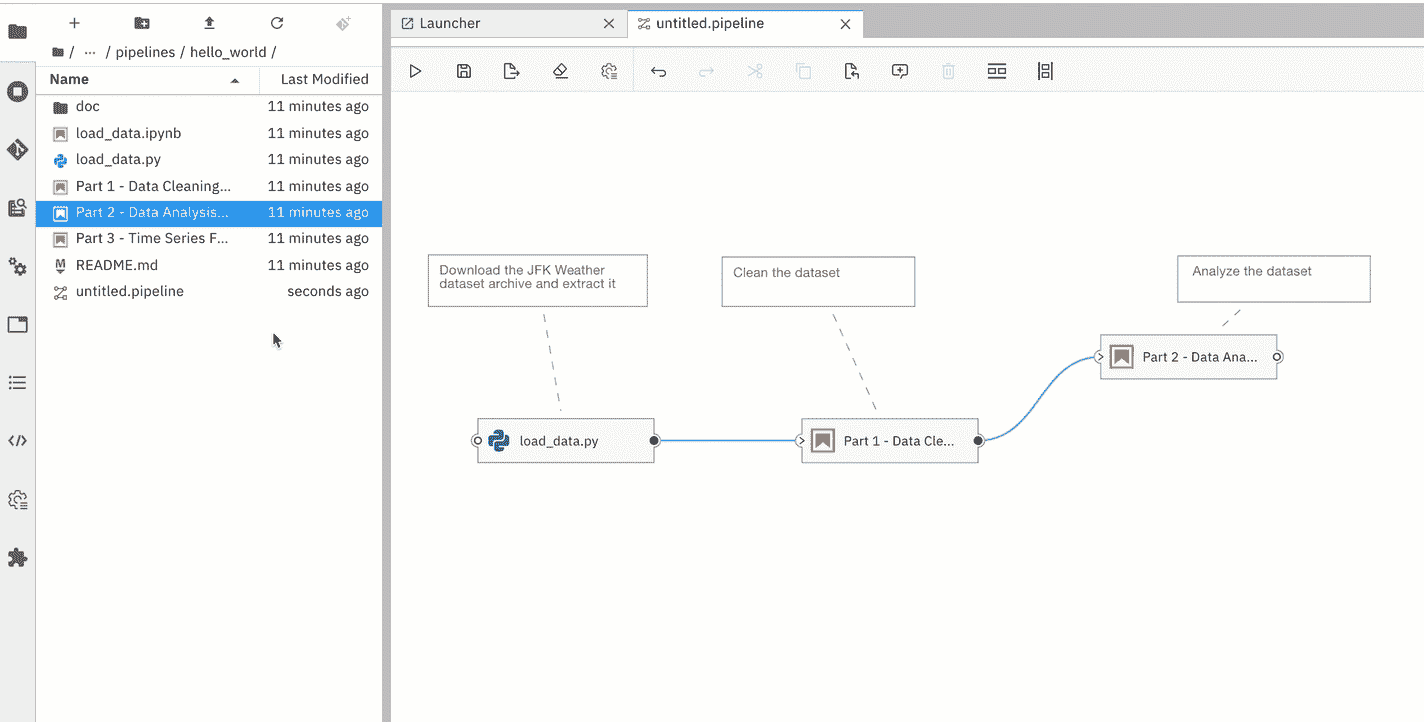 Launcher
untitled.pipeline
/ ... / pipelines / hello_world /
Name Last Modified
doc 11 minutes ago
load_data.ipynb 11 minutes ago
load_data.py 11 minutes ago
Part 1 - Data Cleaning... 11 minutes ago
Part 2 - Data Analysis... 11 minutes ago
Part 3 - Time Series F... 11 minutes ago
README.md 11 minutes ago
untitled.pipeline seconds ago
Download the JFK Weather
dataset archive and extract it
Clean the dataset
Analyze the dataset
Part 2 - Data Ana...
load_data.py
Part 1 - Data Cle...